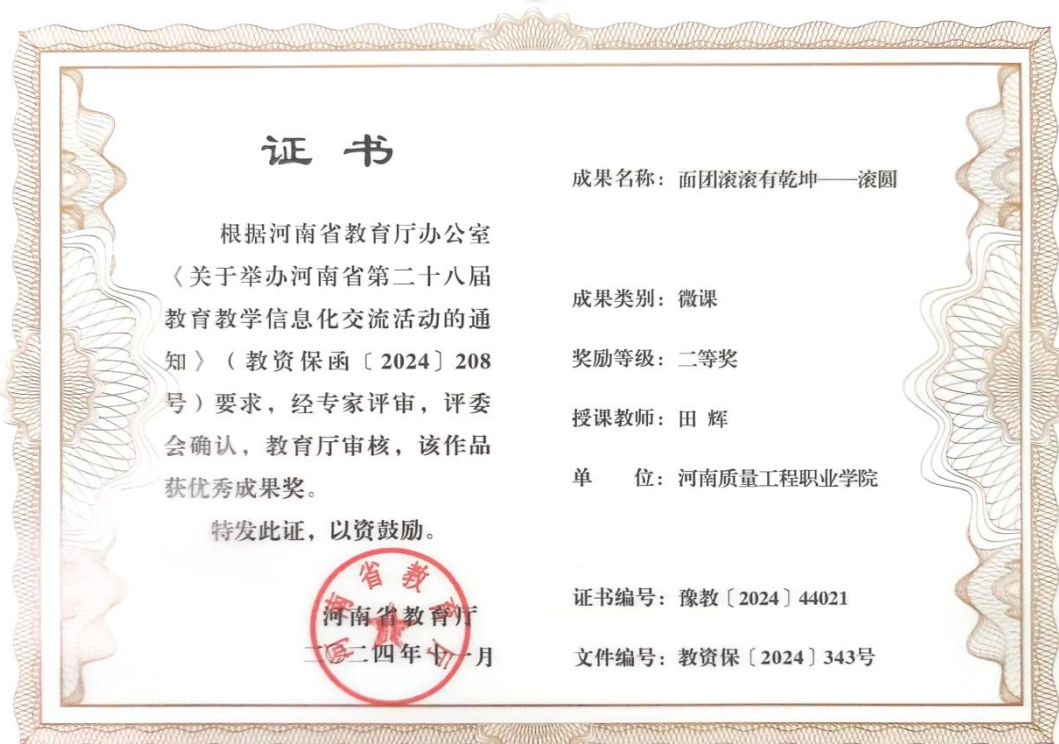 证书
根据河南省教育厅办公室
《关于举办河南省第二十八届
教育教学信息化交流活动的通
知》（教资保函〔2024〕208
号）要求，经专家评审，评委
会确认，教育厅审核，该作品
获优秀成果奖。
特发此证，以资鼓励。
河南省教育厅
二〇二四年十一月
河南省教育厅
成果名称：面团滚滚有乾坤——滚圆
成果类别：微课
奖励等级：二等奖
授课教师：田 辉
单 位：河南质量工程职业学院
证书编号：豫教〔2024〕44021
文件编号：教资保〔2024〕343号